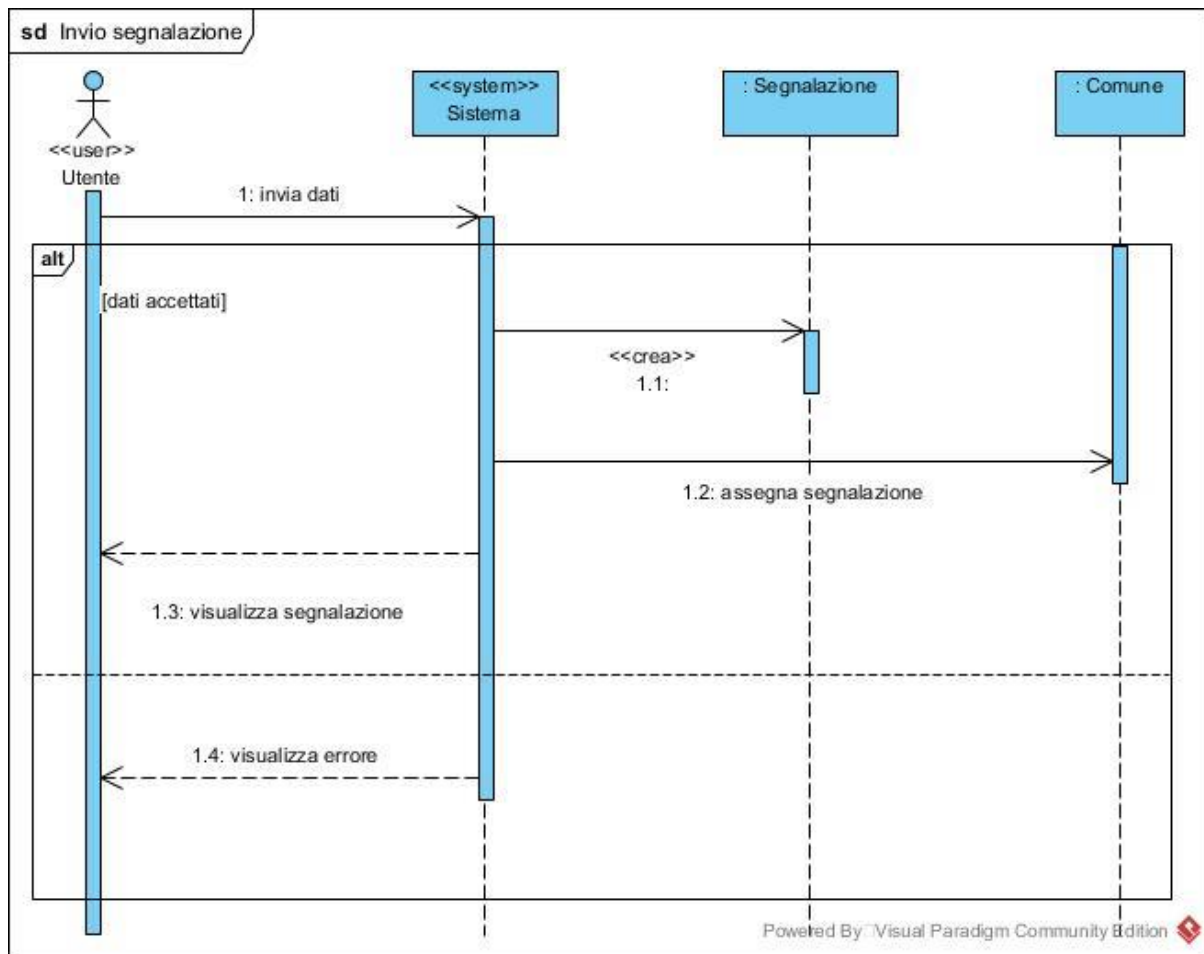 sd Invio segnalazione
<<user>>
Utente
<<system>>
Sistema
: Segnalazione
: Comune
1: invia dati
alt
[dati accettati]
<<crea>>
1.1:
1.2: assegna segnalazione
1.3: visualizza segnalazione
1.4: visualizza errore
Powered By Visual Paradigm Community Edition